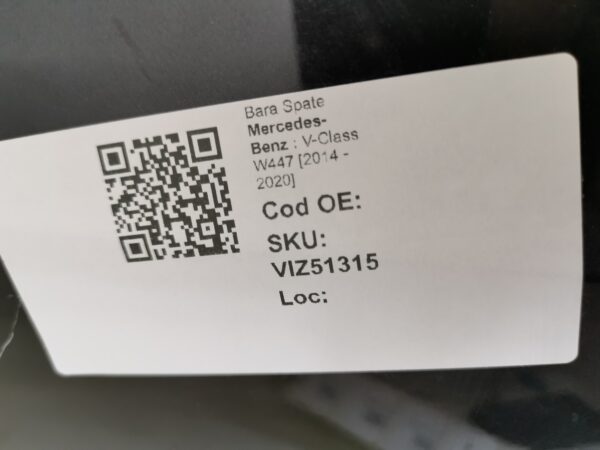 Bara Spate
Mercedes-
Benz : V-Class
W447 [2014 -
2020]
Cod OE:
SKU:
VIZ51315
Loc: